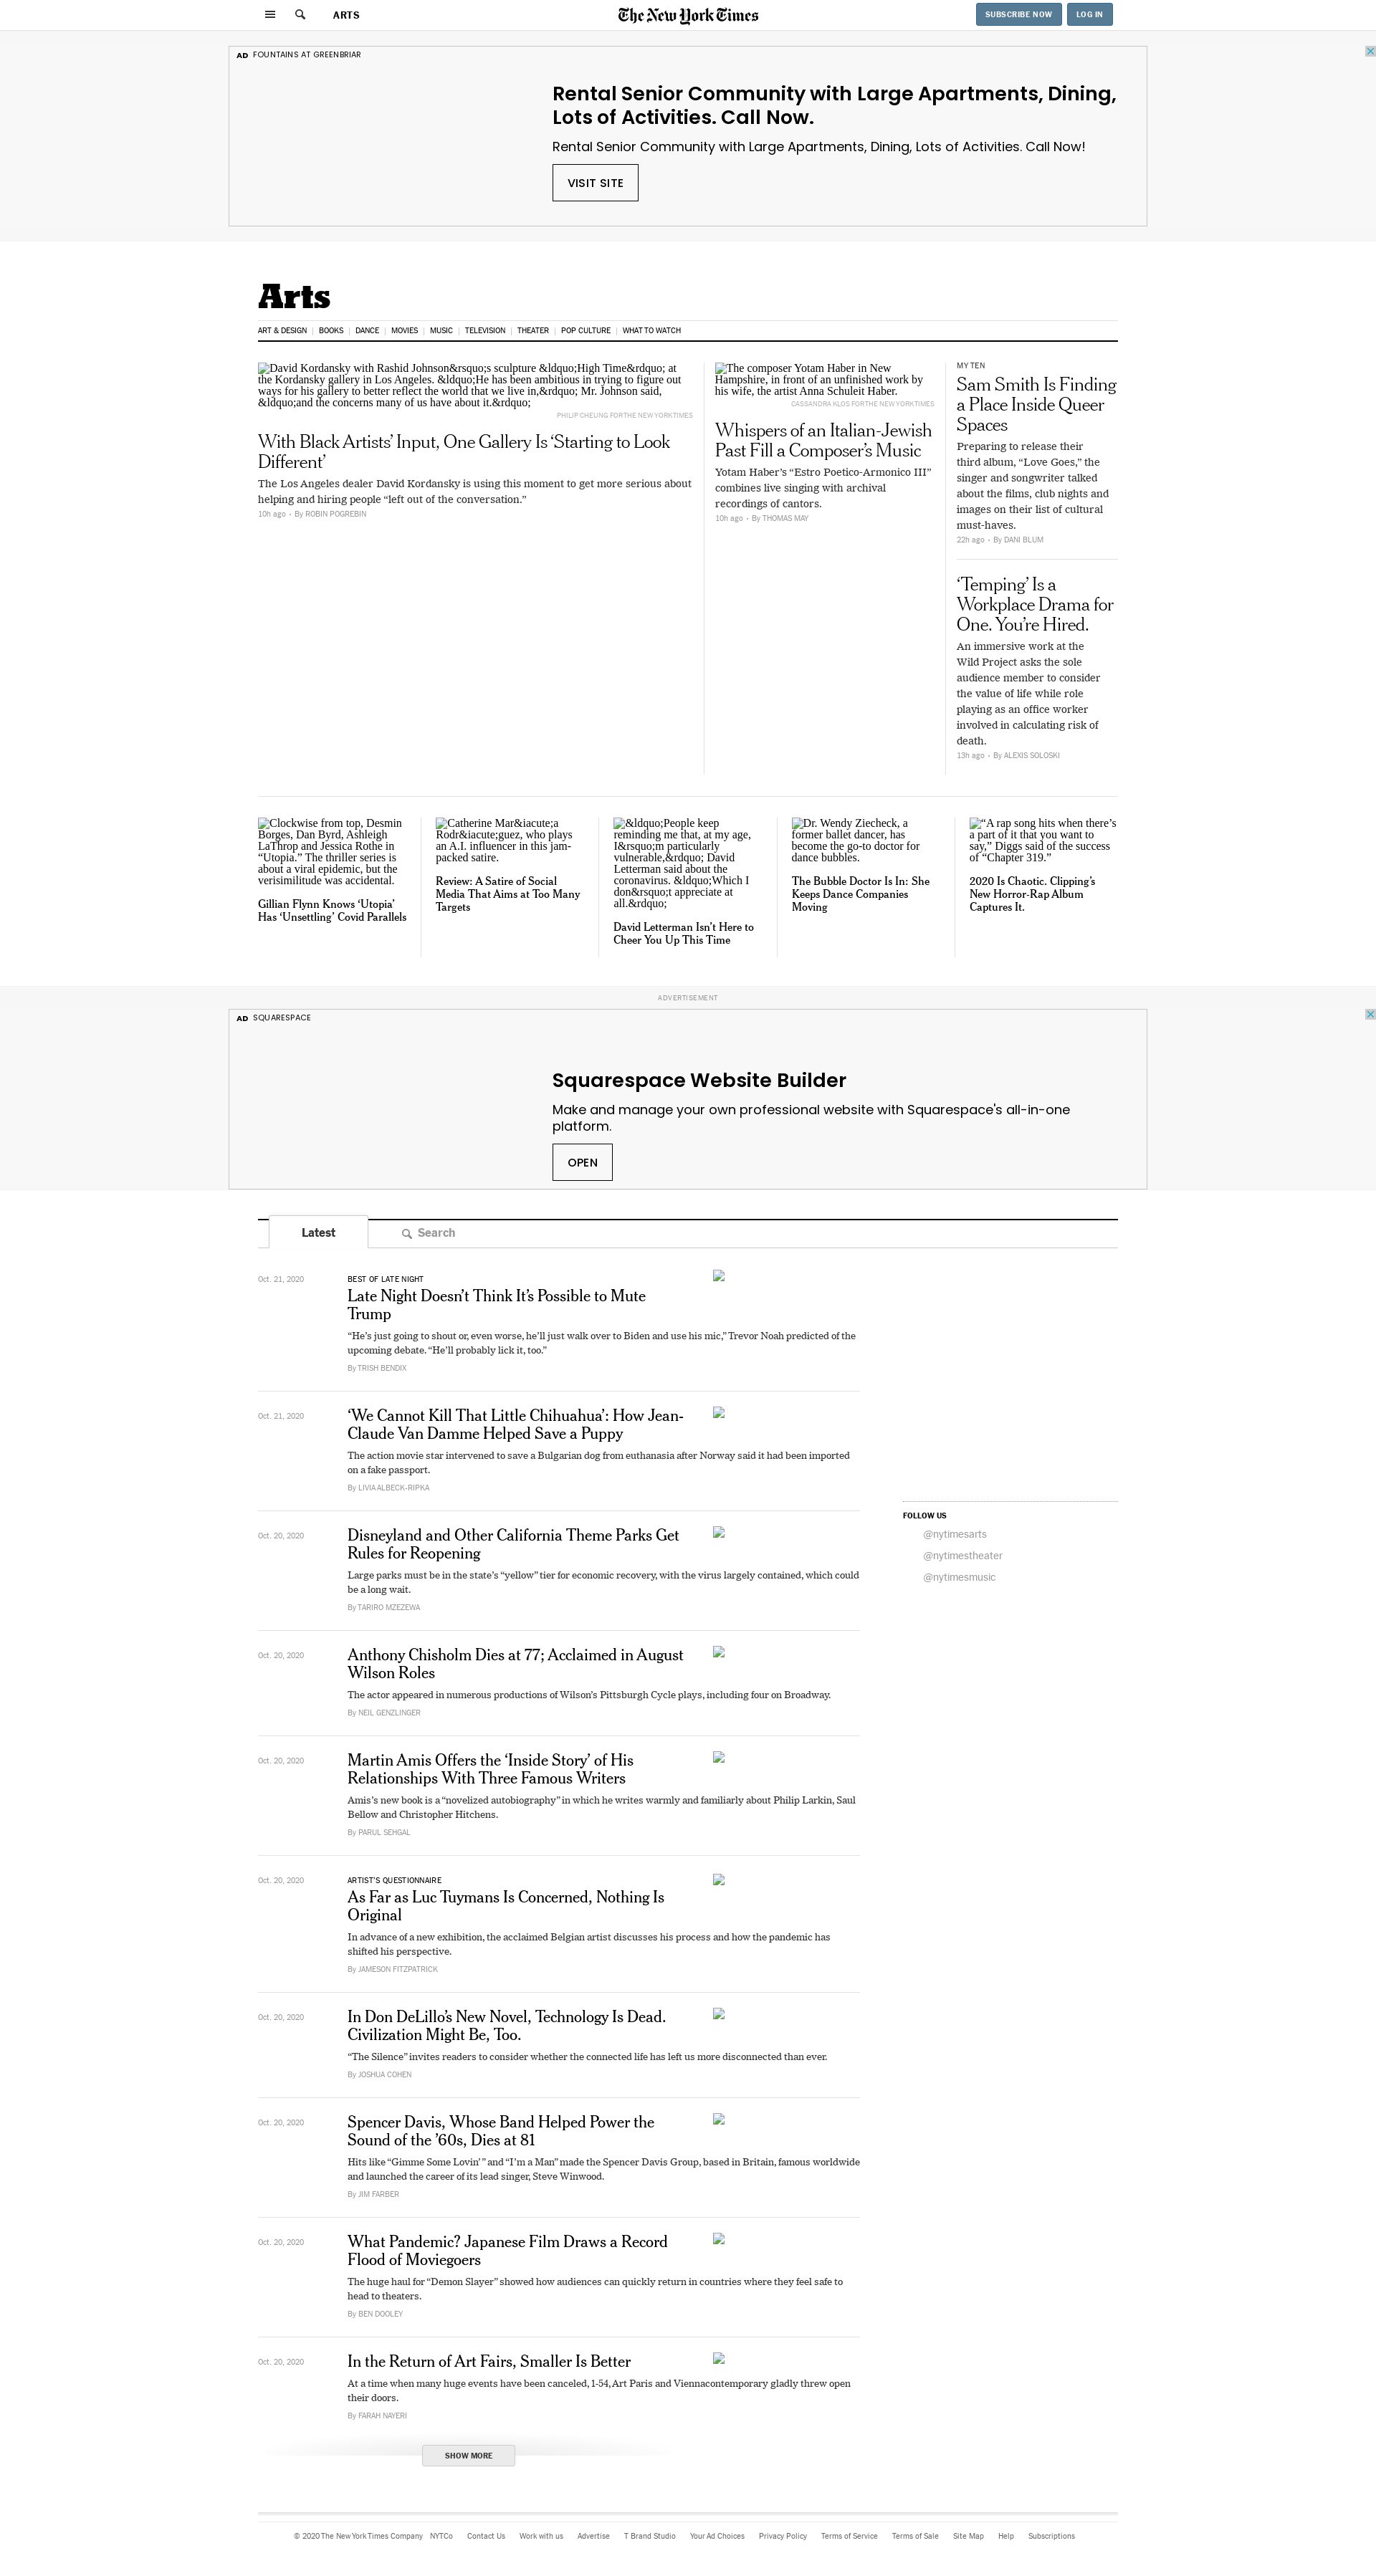 ARTS
The New York Times
SUBSCRIBE NOW
LOG IN
AD FOUNTAINS AT GREENBRIAR
Rental Senior Community with Large Apartments, Dining,
Lots of Activities. Call Now.
Rental Senior Community with Large Apartments, Dining, Lots of Activities. Call Now!
VISIT SITE
Arts
ART & DESIGN | BOOKS | DANCE | MOVIES | MUSIC | TELEVISION | THEATER | POP CULTURE | WHAT TO WATCH
David Kordansky with Rashid Johnson&rsquo;s sculpture &ldquo;High Time&rdquo; at
the Kordansky gallery in Los Angeles. &ldquo;He has been ambitious in trying to figure out
ways for his gallery to better reflect the world that we live in,&rdquo; Mr. Johnson said,
&ldquo;and the concerns many of us have about it.&rdquo;
PHILIP CHEUNG FOR THE NEW YORK TIMES
With Black Artists’ Input, One Gallery Is ‘Starting to Look
Different’
The Los Angeles dealer David Kordansky is using this moment to get more serious about
helping and hiring people “left out of the conversation.”
10h ago • By ROBIN POGREBIN
The composer Yotam Haber in New
Hampshire, in front of an unfinished work by
his wife, the artist Anna Schuleit Haber.
CASSANDRA KLOS FOR THE NEW YORK TIMES
Whispers of an Italian-Jewish
Past Fill a Composer’s Music
Yotam Haber’s “Estro Poetico-Armonico III”
combines live singing with archival
recordings of cantors.
10h ago • By THOMAS MAY
MY TEN
Sam Smith Is Finding
a Place Inside Queer
Spaces
Preparing to release their
third album, “Love Goes,” the
singer and songwriter talked
about the films, club nights and
images on their list of cultural
must-haves.
22h ago • By DANI BLUM
‘Temping’ Is a
Workplace Drama for
One. You’re Hired.
An immersive work at the
Wild Project asks the sole
audience member to consider
the value of life while role
playing as an office worker
involved in calculating risk of
death.
13h ago • By ALEXIS SOLOSKI
Clockwise from top, Desmin
Borges, Dan Byrd, Ashleigh
LaThrop and Jessica Rothe in
“Utopia.” The thriller series is
about a viral epidemic, but the
verisimilitude was accidental.
Gillian Flynn Knows ‘Utopia’
Has ‘Unsettling’ Covid Parallels
Catherine Mar&iacute;a
Rodr&iacute;guez, who plays
an A.I. influencer in this jam-
packed satire.
Review: A Satire of Social
Media That Aims at Too Many
Targets
&ldquo;People keep
reminding me that, at my age,
I&rsquo;m particularly
vulnerable,&rdquo; David
Letterman said about the
coronavirus. &ldquo;Which I
don&rsquo;t appreciate at
all.&rdquo;
David Letterman Isn’t Here to
Cheer You Up This Time
Dr. Wendy Ziecheck, a
former ballet dancer, has
become the go-to doctor for
dance bubbles.
The Bubble Doctor Is In: She
Keeps Dance Companies
Moving
“A rap song hits when there’s
a part of it that you want to
say,” Diggs said of the success
of “Chapter 319.”
2020 Is Chaotic. Clipping’s
New Horror-Rap Album
Captures It.
ADVERTISEMENT
AD SQUARESPACE
Squarespace Website Builder
Make and manage your own professional website with Squarespace's all-in-one
platform.
OPEN
Latest
Search
Oct. 21, 2020
BEST OF LATE NIGHT
Late Night Doesn’t Think It’s Possible to Mute
Trump
“He’s just going to shout or, even worse, he’ll just walk over to Biden and use his mic,” Trevor Noah predicted of the
upcoming debate. “He’ll probably lick it, too.”
By TRISH BENDIX
Oct. 21, 2020
‘We Cannot Kill That Little Chihuahua’: How Jean-
Claude Van Damme Helped Save a Puppy
The action movie star intervened to save a Bulgarian dog from euthanasia after Norway said it had been imported
on a fake passport.
By LIVIA ALBECK-RIPKA
Oct. 20, 2020
Disneyland and Other California Theme Parks Get
Rules for Reopening
Large parks must be in the state’s “yellow” tier for economic recovery, with the virus largely contained, which could
be a long wait.
By TARIRO MZEZEWA
Oct. 20, 2020
Anthony Chisholm Dies at 77; Acclaimed in August
Wilson Roles
The actor appeared in numerous productions of Wilson’s Pittsburgh Cycle plays, including four on Broadway.
By NEIL GENZLINGER
Oct. 20, 2020
Martin Amis Offers the ‘Inside Story’ of His
Relationships With Three Famous Writers
Amis’s new book is a “novelized autobiography” in which he writes warmly and familiarly about Philip Larkin, Saul
Bellow and Christopher Hitchens.
By PARUL SEHGAL
Oct. 20, 2020
ARTIST’S QUESTIONNAIRE
As Far as Luc Tuymans Is Concerned, Nothing Is
Original
In advance of a new exhibition, the acclaimed Belgian artist discusses his process and how the pandemic has
shifted his perspective.
By JAMESON FITZPATRICK
Oct. 20, 2020
In Don DeLillo’s New Novel, Technology Is Dead.
Civilization Might Be, Too.
“The Silence” invites readers to consider whether the connected life has left us more disconnected than ever.
By JOSHUA COHEN
Oct. 20, 2020
Spencer Davis, Whose Band Helped Power the
Sound of the ’60s, Dies at 81
Hits like “Gimme Some Lovin’ ” and “I’m a Man” made the Spencer Davis Group, based in Britain, famous worldwide
and launched the career of its lead singer, Steve Winwood.
By JIM FARBER
Oct. 20, 2020
What Pandemic? Japanese Film Draws a Record
Flood of Moviegoers
The huge haul for “Demon Slayer” showed how audiences can quickly return in countries where they feel safe to
head to theaters.
By BEN DOOLEY
Oct. 20, 2020
In the Return of Art Fairs, Smaller Is Better
At a time when many huge events have been canceled, 1-54, Art Paris and Viennacontemporary gladly threw open
their doors.
By FARAH NAYERI
SHOW MORE
FOLLOW US
@nytimesarts
@nytimestheater
@nytimesmusic
© 2020 The New York Times Company NYTCo Contact Us Work with us Advertise T Brand Studio Your Ad Choices Privacy Policy Terms of Service Terms of Sale Site Map Help Subscriptions